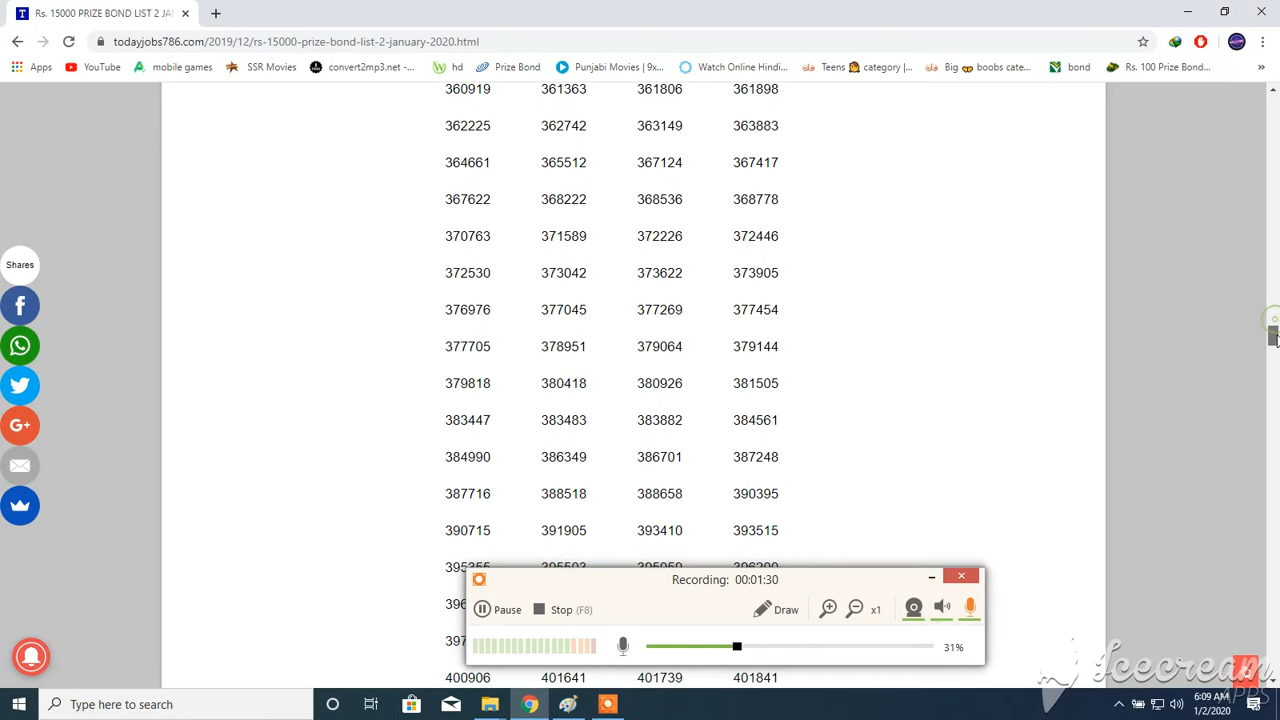 Rs. 15000 PRIZE BOND LIST 2 JAN
todayjobs786.com/2019/12/rs-15000-prize-bond-list-2-january-2020.html
Apps YouTube mobile games SSR Movies convert2mp3.net -... hd Prize Bond Punjabi Movies | 9x... Watch Online Hindi... Teens category |... Big boobs cate... bond Rs. 100 Prize Bond...
360919 361363 361806 361898
362225 362742 363149 363883
364661 365512 367124 367417
367622 368222 368536 368778
370763 371589 372226 372446
Shares
372530 373042 373622 373905
376976 377045 377269 377454
377705 378951 379064 379144
379818 380418 380926 381505
383447 383483 383882 384561
384990 386349 386701 387248
387716 388518 388658 390395
390715 391905 393410 393515
Recording: 00:01:30
Pause Stop (F8) Draw x1
31%
400906 401641 401739 401841
Icecream
APPS
Type here to search
6:09 AM
1/2/2020